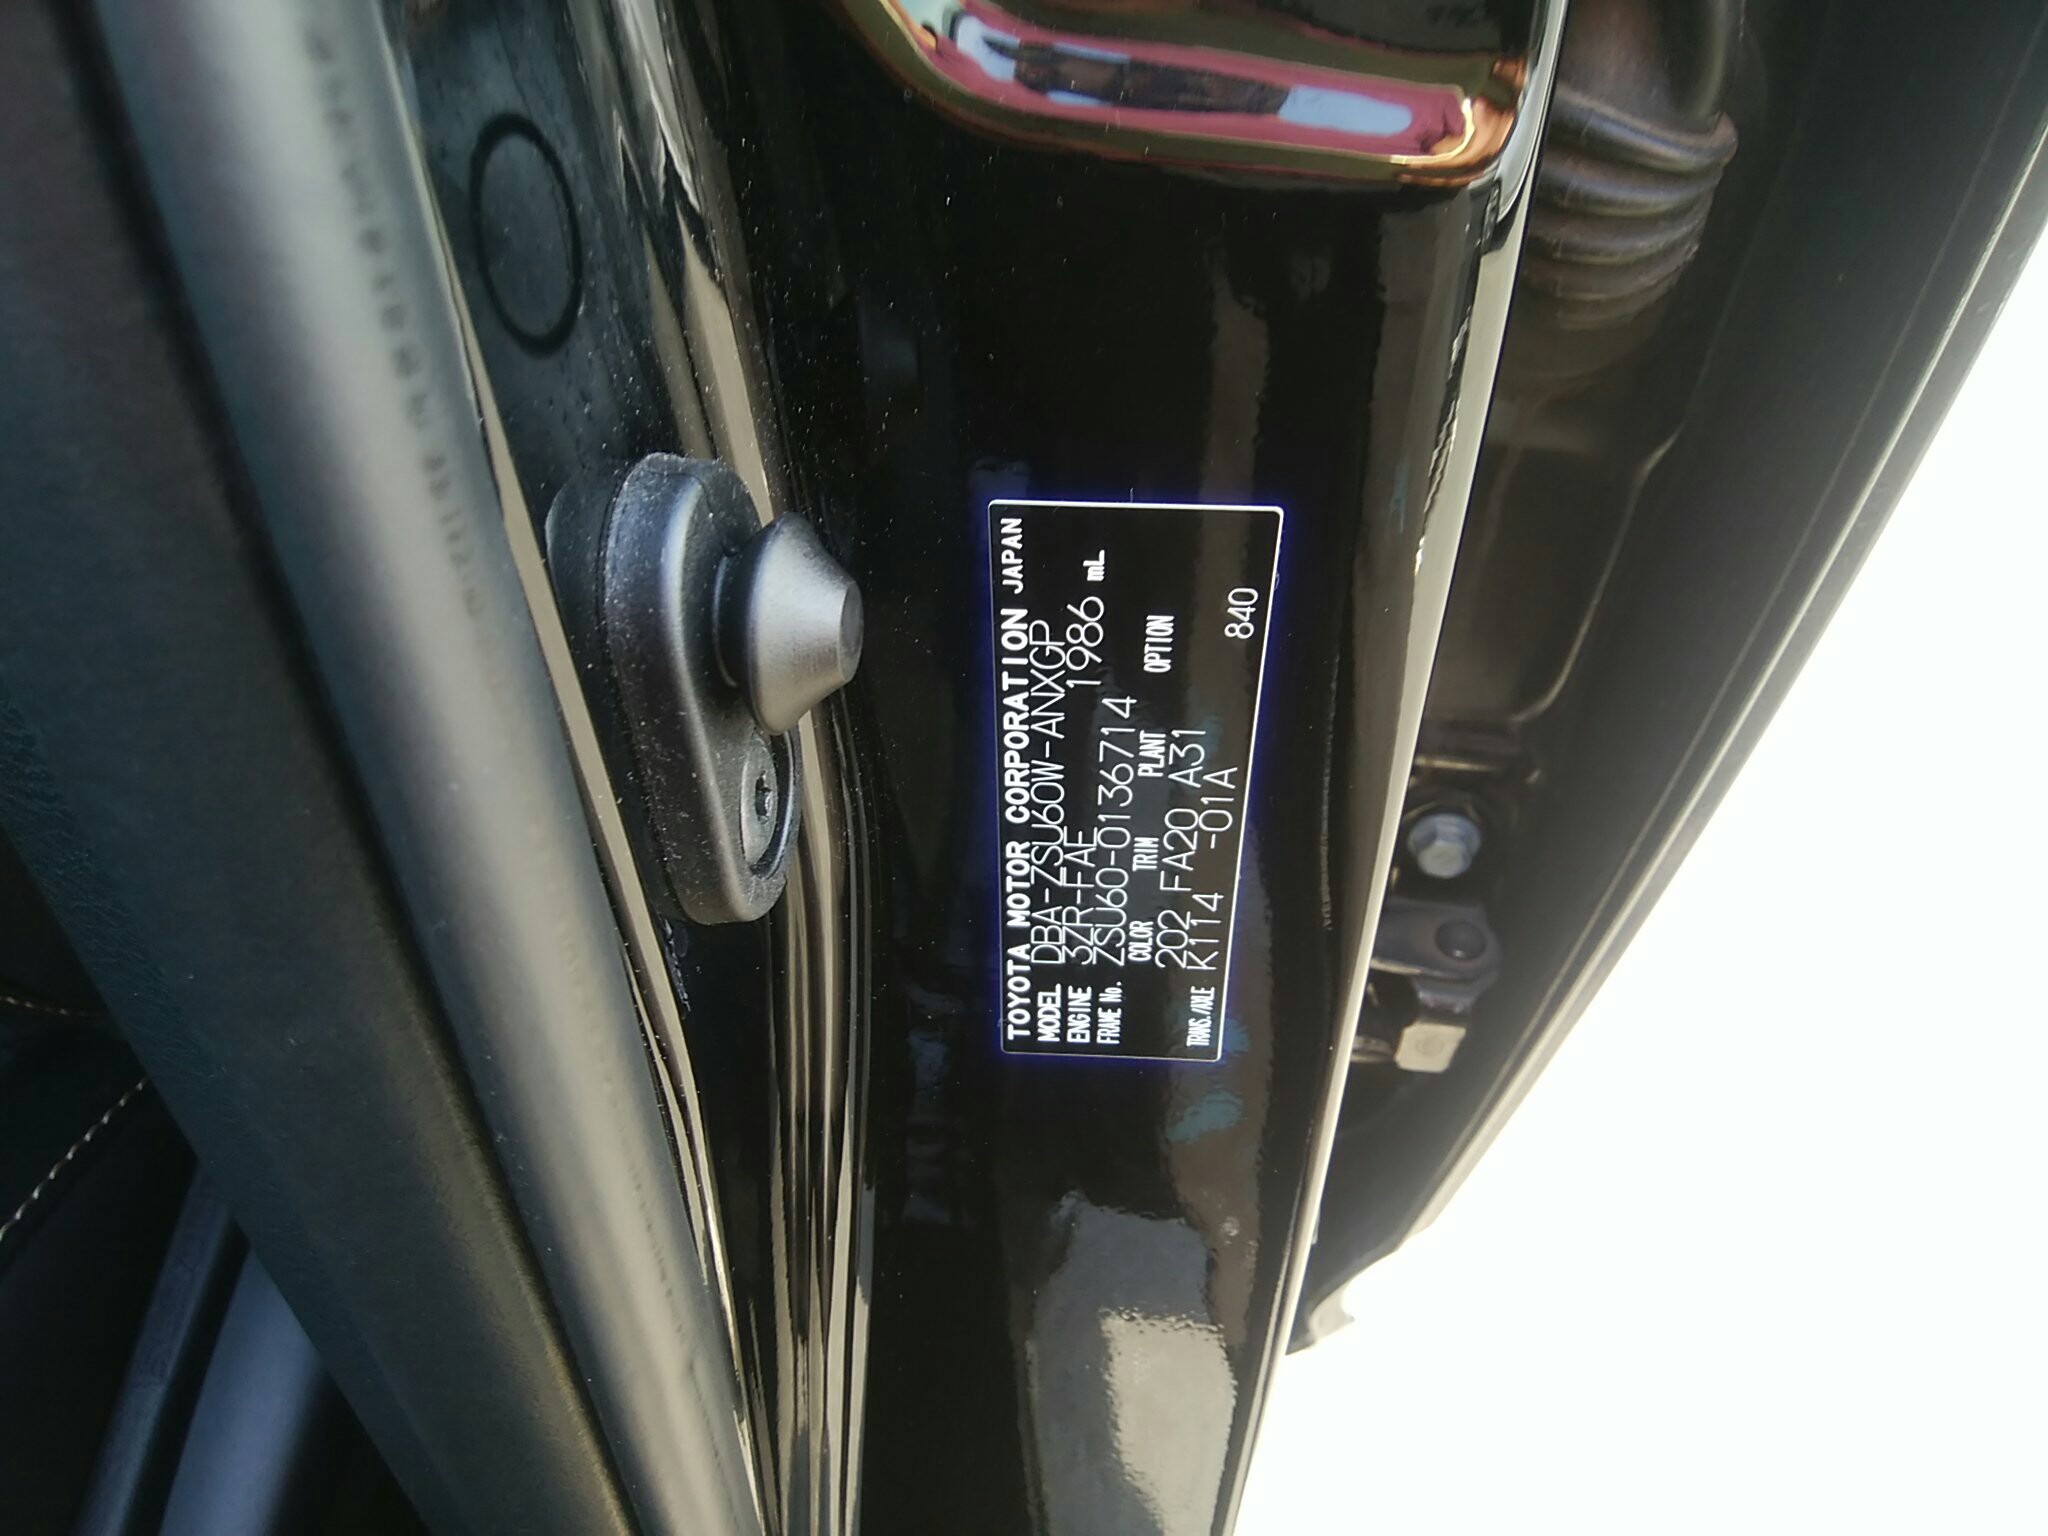 TOYOTA MOTOR CORPORATION JAPAN
MODEL DBA-ZSU60W-ANXGP
ENGINE 3ZR-FAE 1986 mL
FRAME No. ZSU60-0136714
COLOR TRIM PLANT OPTION
202 FA20 A31
TRANS./AXLE K114 -01A 840